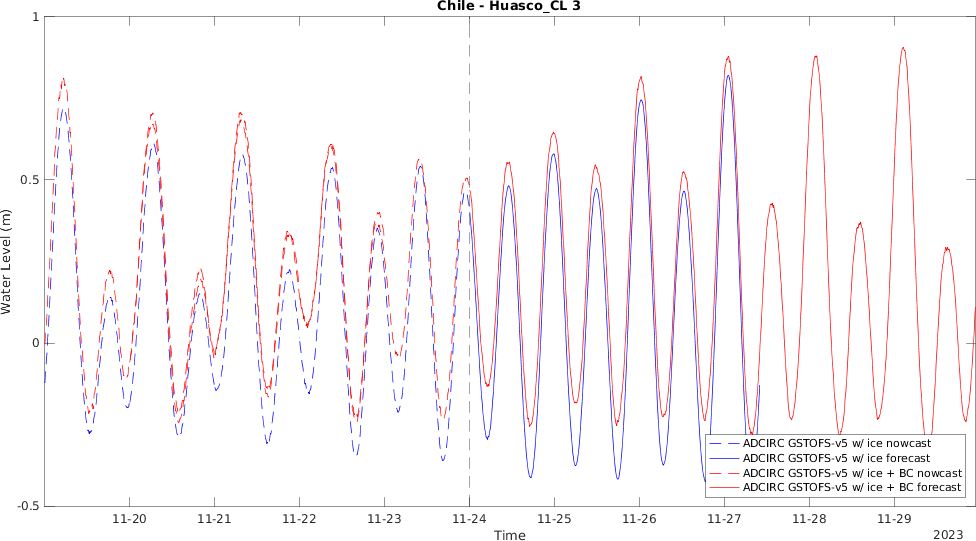 Chile - Huasco_CL 3
1
0.5
0
-0.5
Water Level (m)
ADCIRC GSTOFS-v5 w/ ice nowcast
ADCIRC GSTOFS-v5 w/ ice forecast
ADCIRC GSTOFS-v5 w/ ice + BC nowcast
ADCIRC GSTOFS-v5 w/ ice + BC forecast
11-20 11-21 11-22 11-23 11-24 11-25 11-26 11-27 11-28 11-29
Time
2023